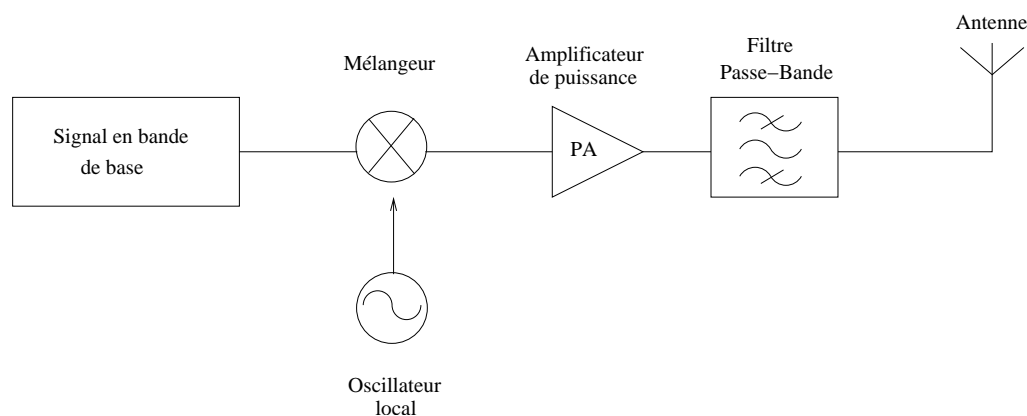 Antenne
Filtre
Passe−Bande
Amplificateur
de puissance
Mélangeur
Signal en bande
de base
PA
Oscillateur
local